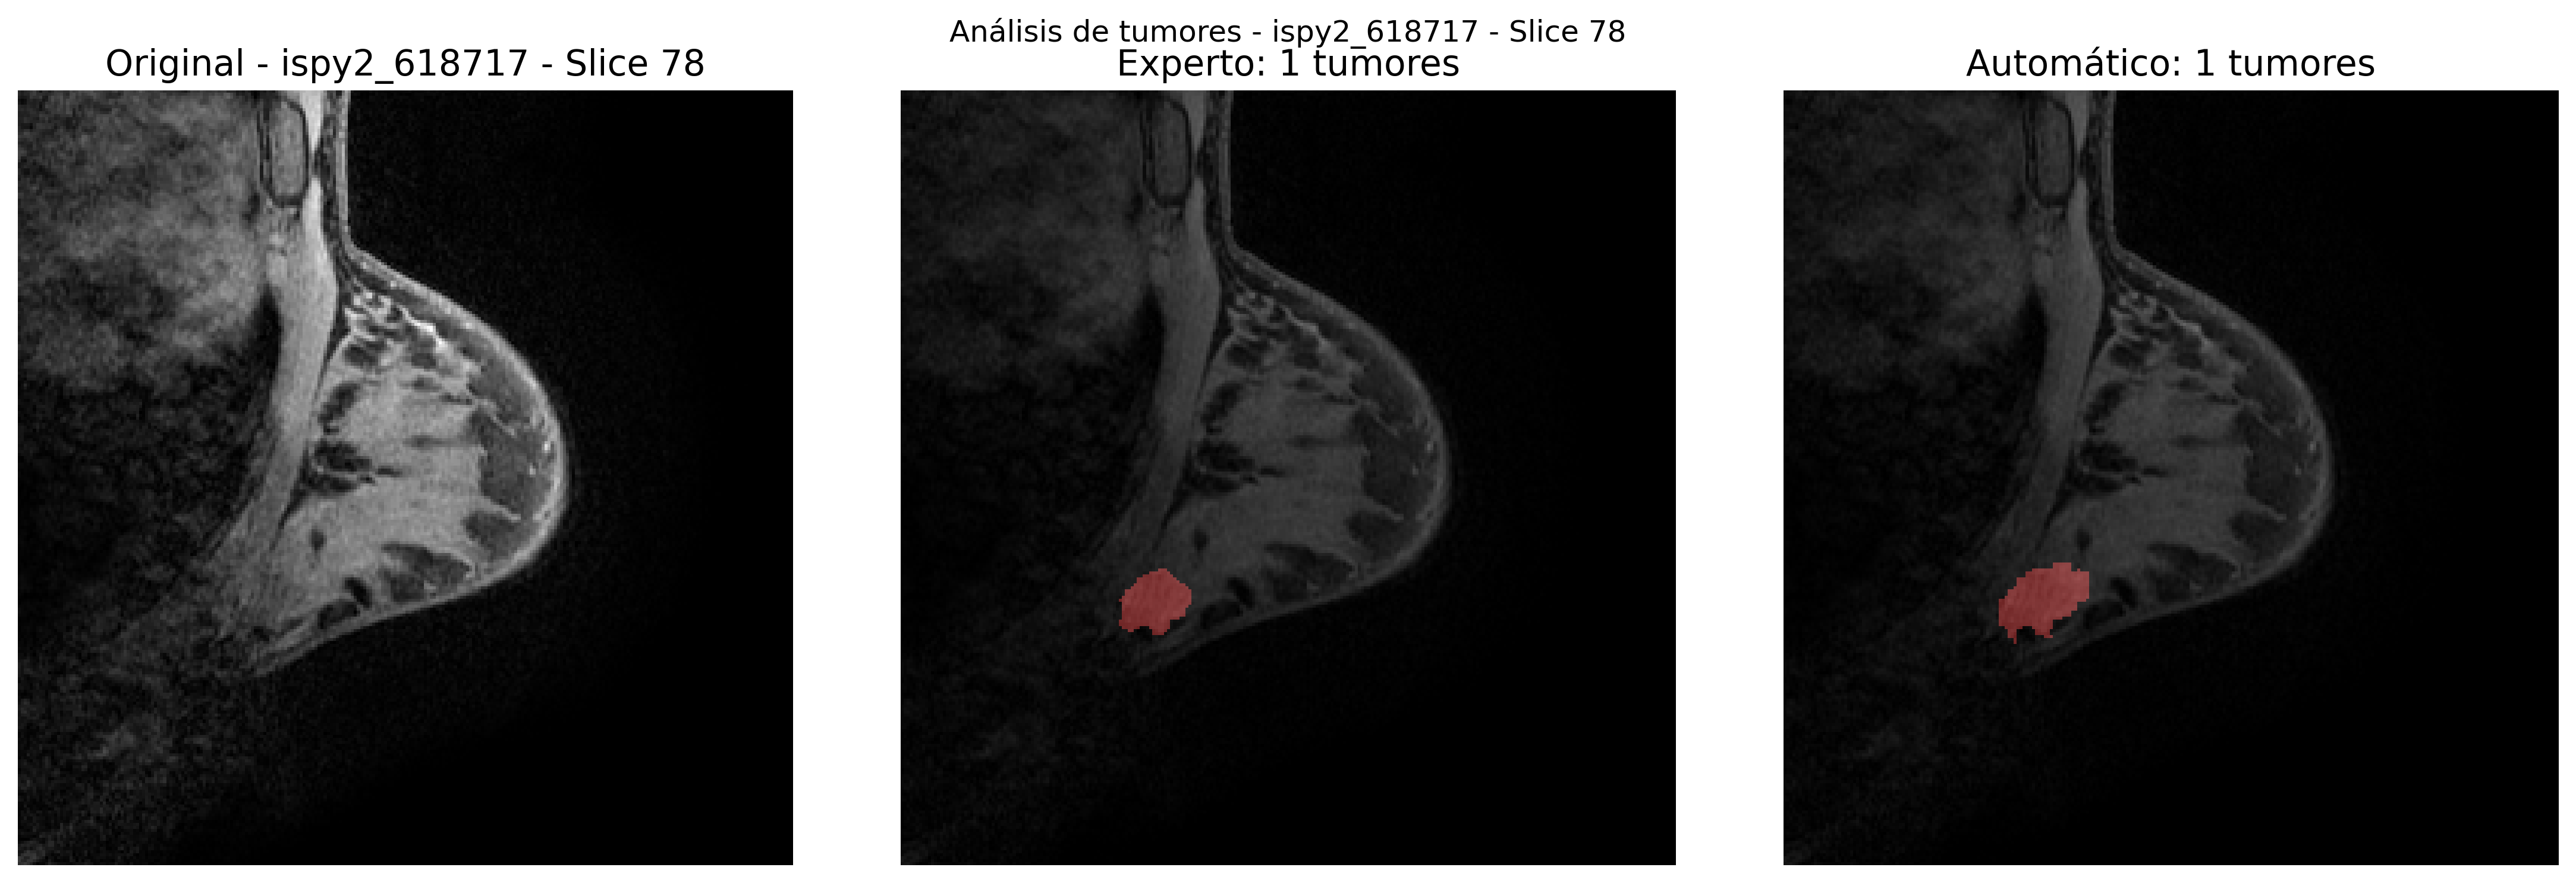 Análisis de tumores - ispy2_618717 - Slice 78
Original - ispy2_618717 - Slice 78
Experto: 1 tumores
Automático: 1 tumores